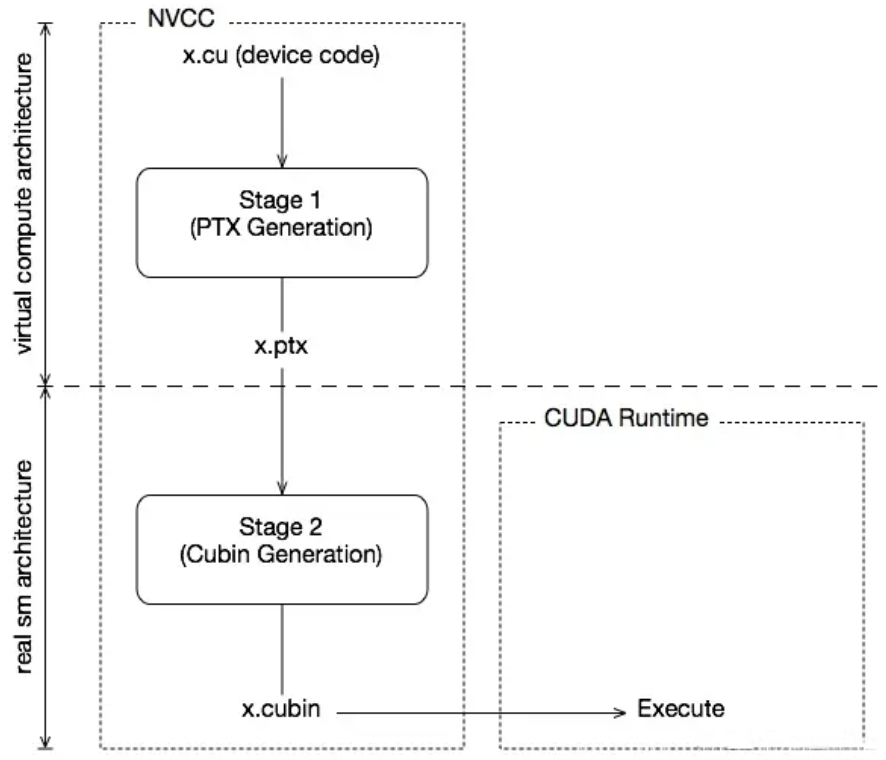 NVCC
x.cu (device code)
virtual compute architecture
Stage 1
(PTX Generation)
x.ptx
CUDA Runtime
real sm architecture
Stage 2
(Cubin Generation)
x.cubin
Execute